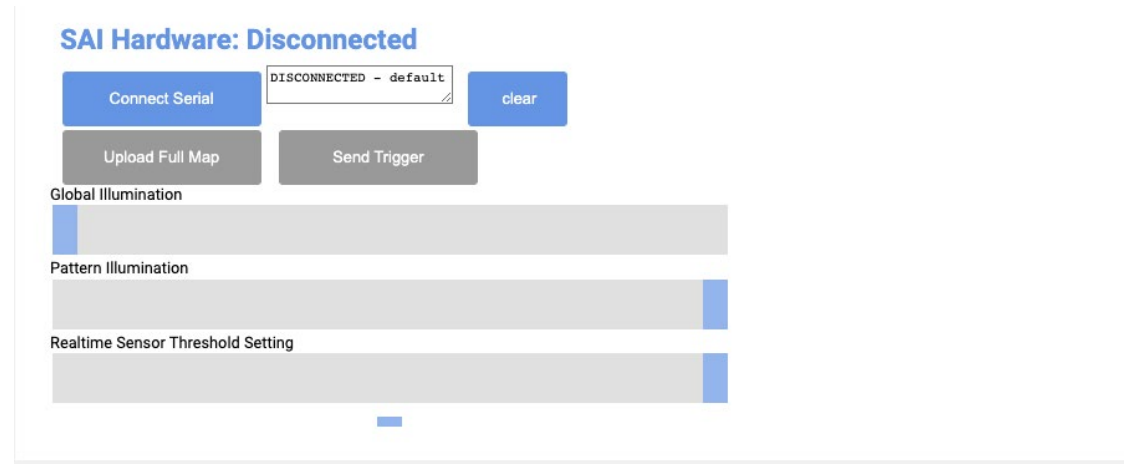 SAI Hardware: Disconnected
Connect Serial
DISCONNECTED - default
clear
Upload Full Map
Send Trigger
Global Illumination
Pattern Illumination
Realtime Sensor Threshold Setting